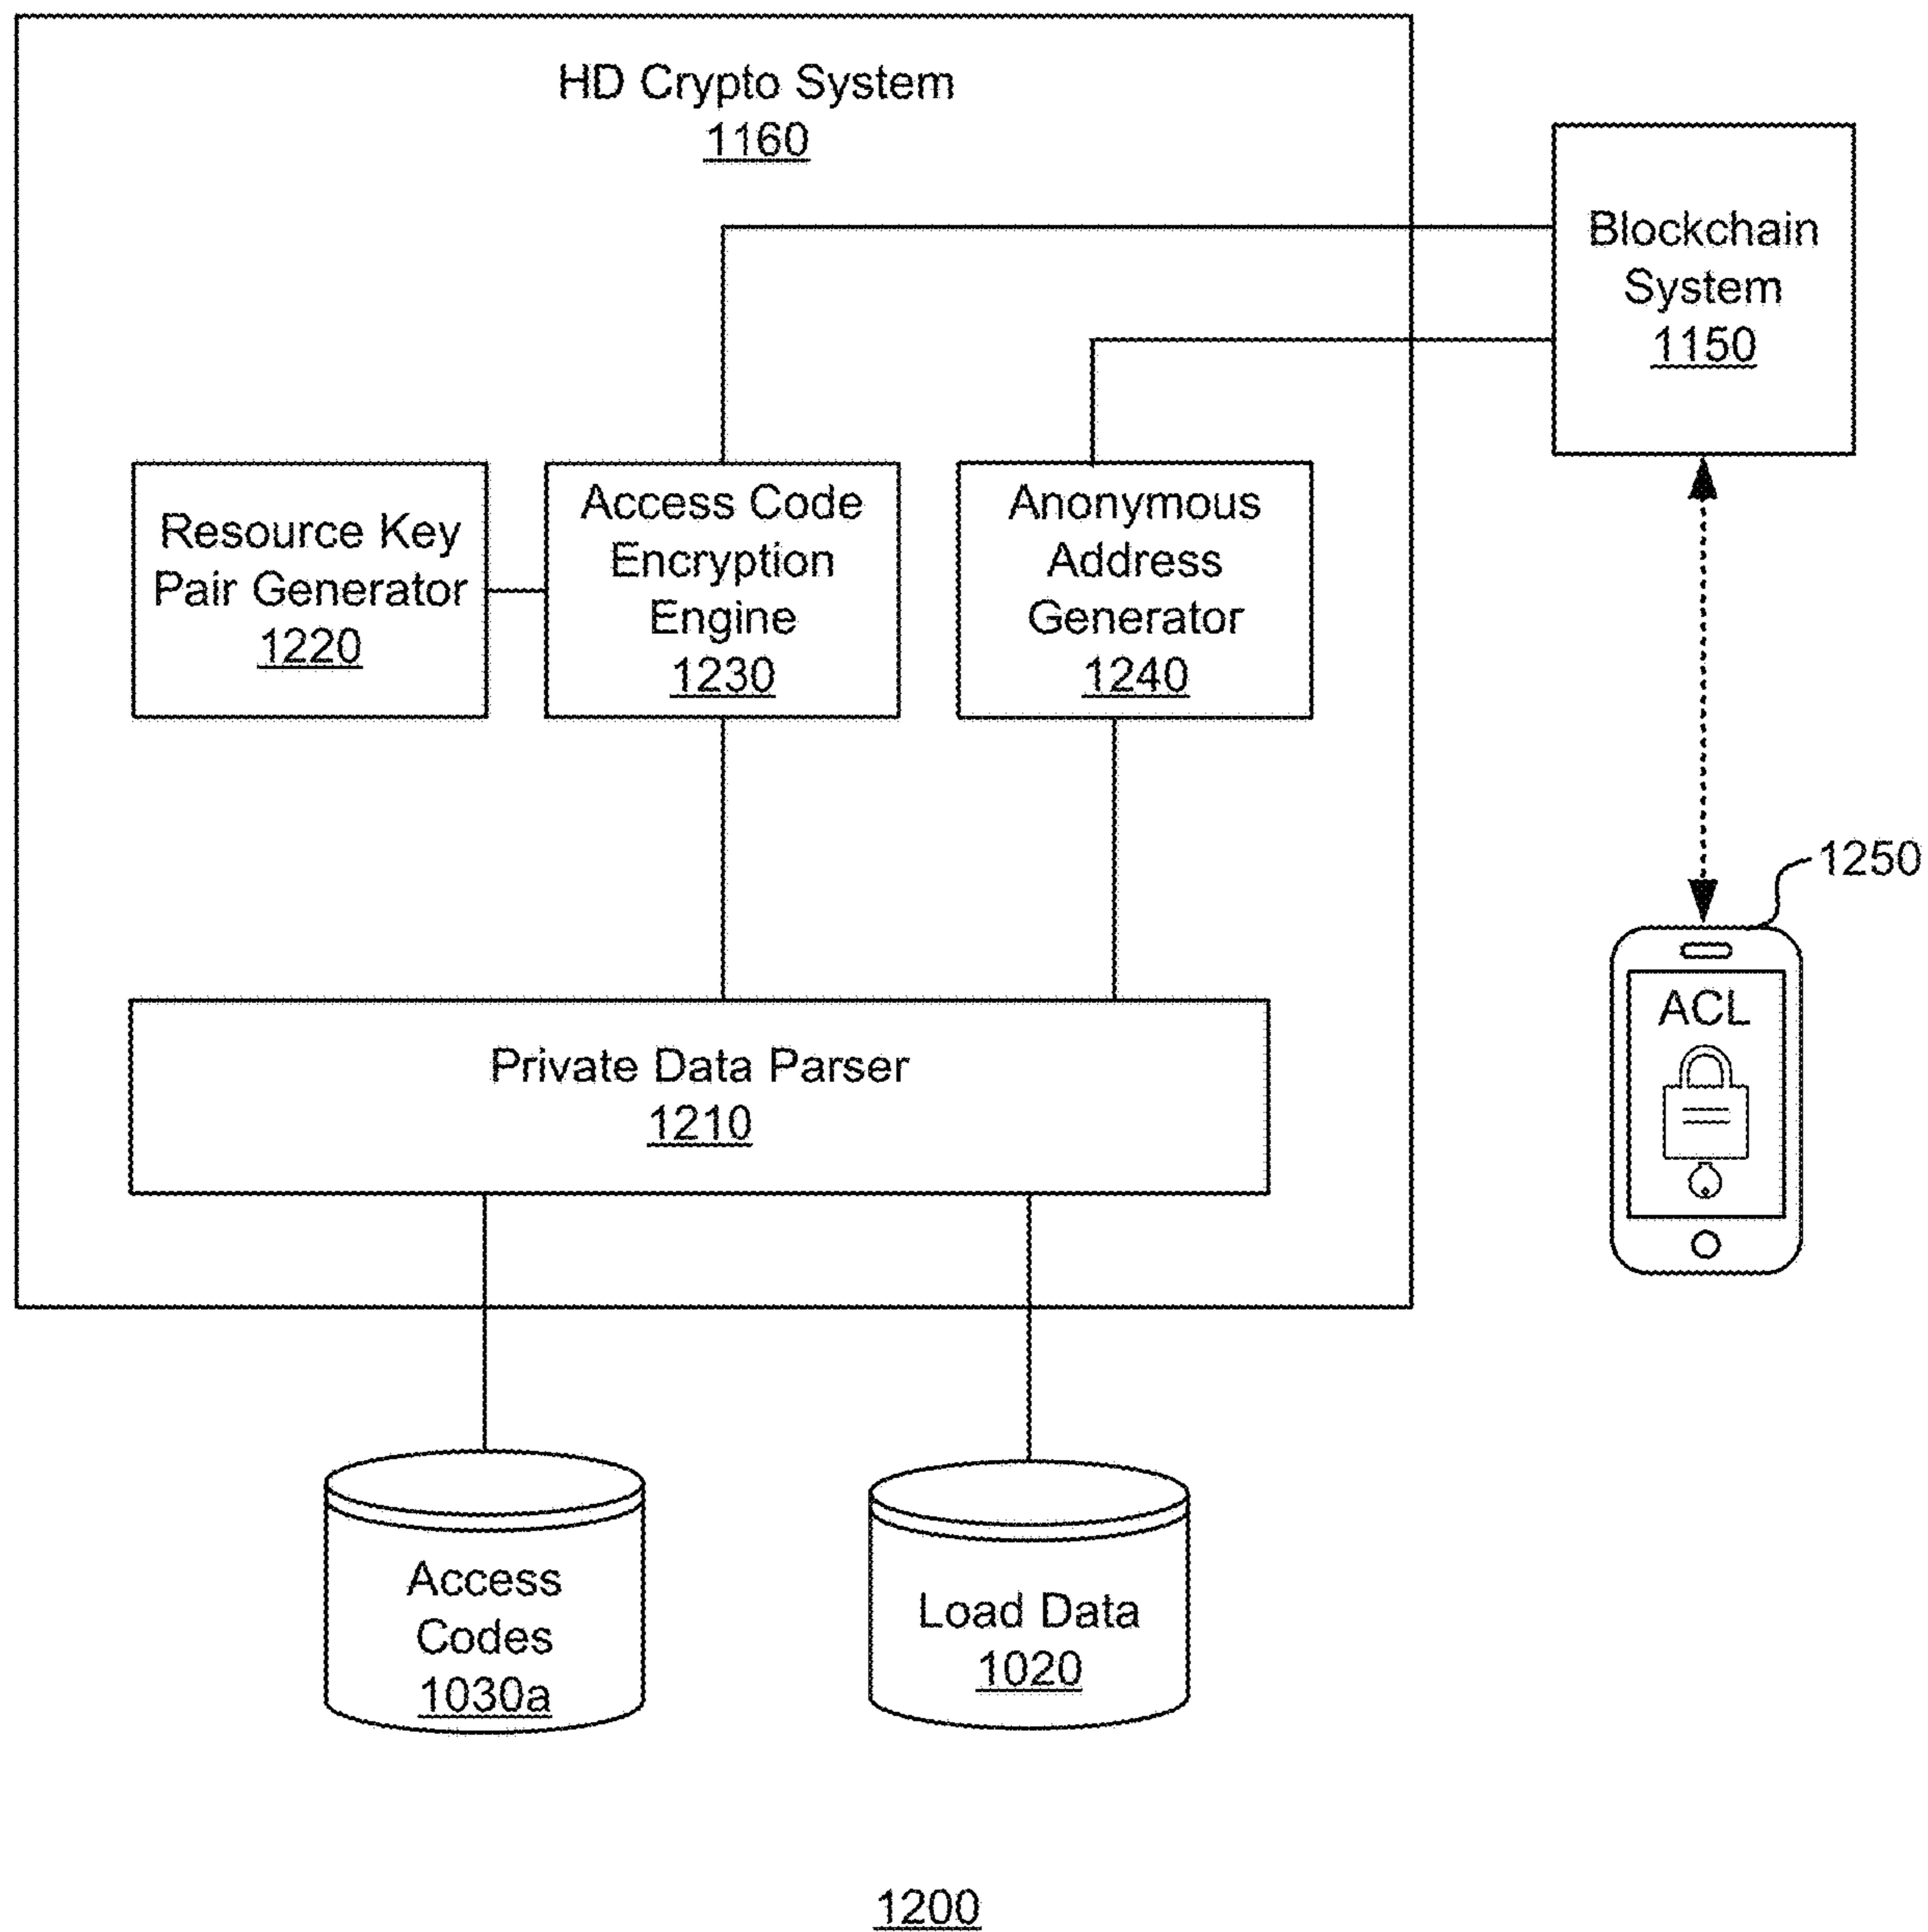 HD Crypto System
1160
Blockchain
System
1150
Resource Key
Pair Generator
1220
Access Code
Encryption
Engine
1230
Anonymous
Address
Generator
1240
1250
ACL
Private Data Parser
1210
Access
Codes
1030a
Load Data
1020
1200